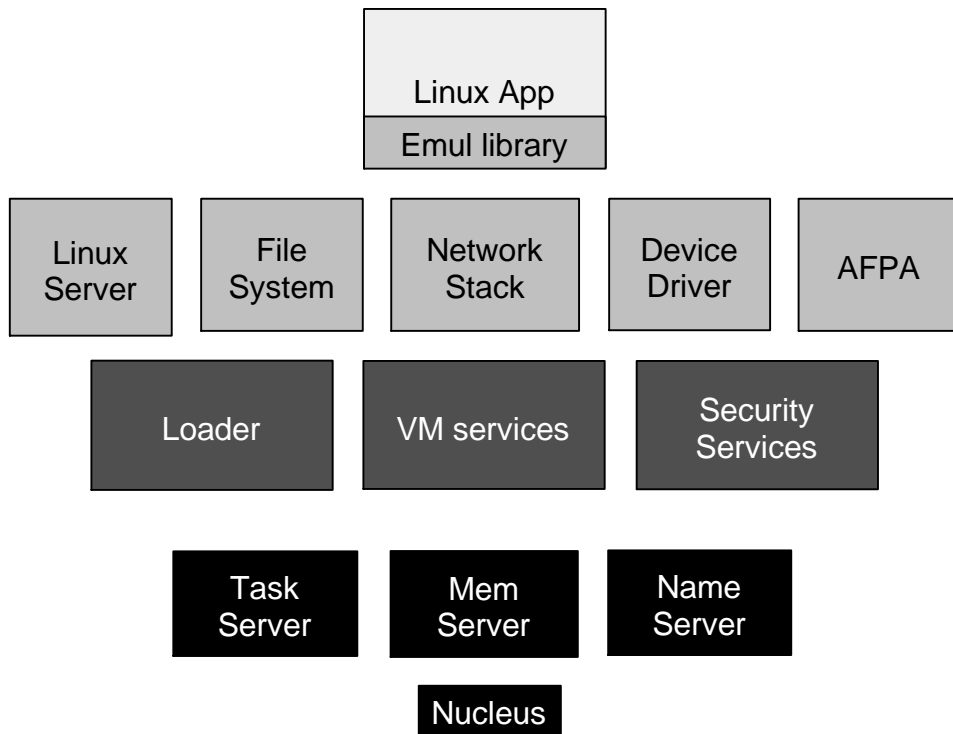 Linux App
Emul library
Linux
Server
File
System
Network
Stack
Device
Driver
AFPA
Loader
VM services
Security
Services
Task
Server
Mem
Server
Name
Server
Nucleus